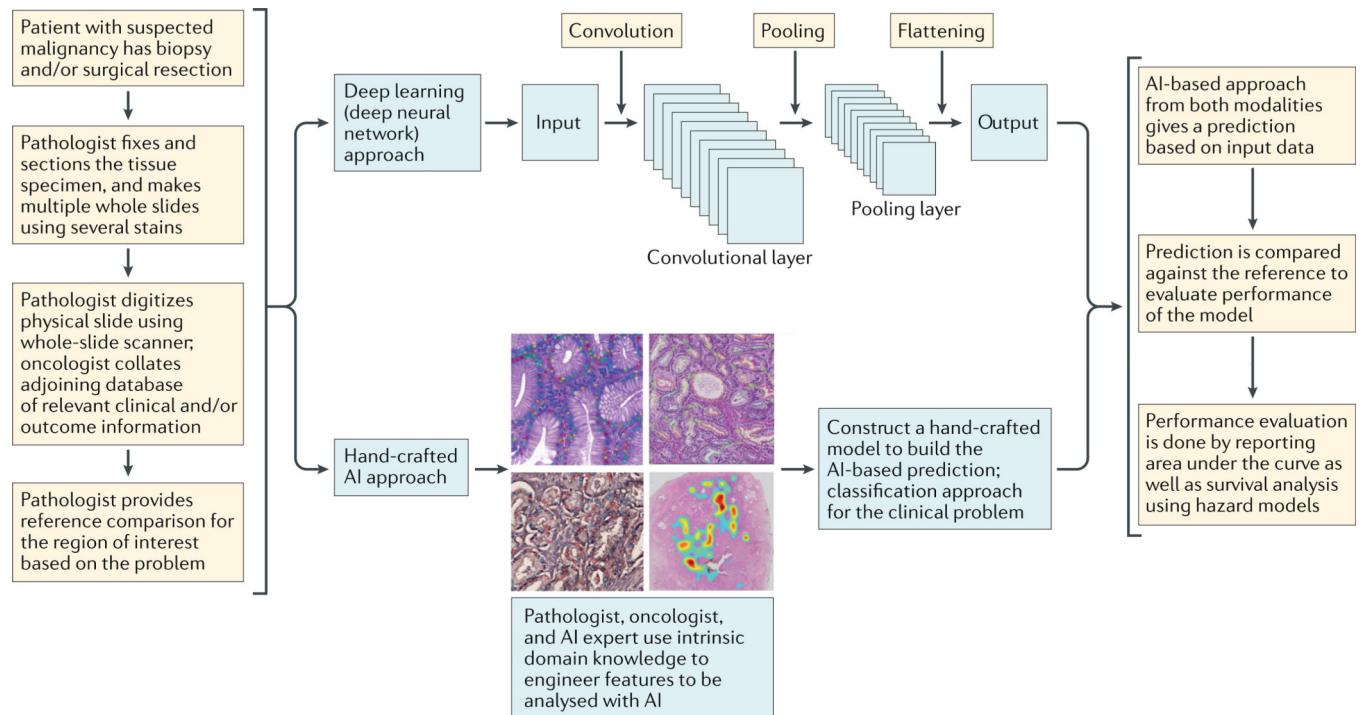 Patient with suspected
malignancy has biopsy
and/or surgical resection
Pathologist fixes and
sections the tissue
specimen, and makes
multiple whole slides
using several stains
Pathologist digitizes
physical slide using
whole-slide scanner;
oncologist collates
adjoining database
of relevant clinical and/or
outcome information
Pathologist provides
reference comparison for
the region of interest
based on the problem
Deep learning
(deep neural
network)
approach
Input
Convolution
Convolutional layer
Pooling
Pooling layer
Flattening
Output
Hand-crafted
AI approach
Pathologist, oncologist,
and AI expert use intrinsic
domain knowledge to
engineer features to be
analysed with AI
Construct a hand-crafted
model to build the
AI-based prediction;
classification approach
for the clinical problem
AI-based approach
from both modalities
gives a prediction
based on input data
Prediction is compared
against the reference to
evaluate performance
of the model
Performance evaluation
is done by reporting
area under the curve as
well as survival analysis
using hazard models